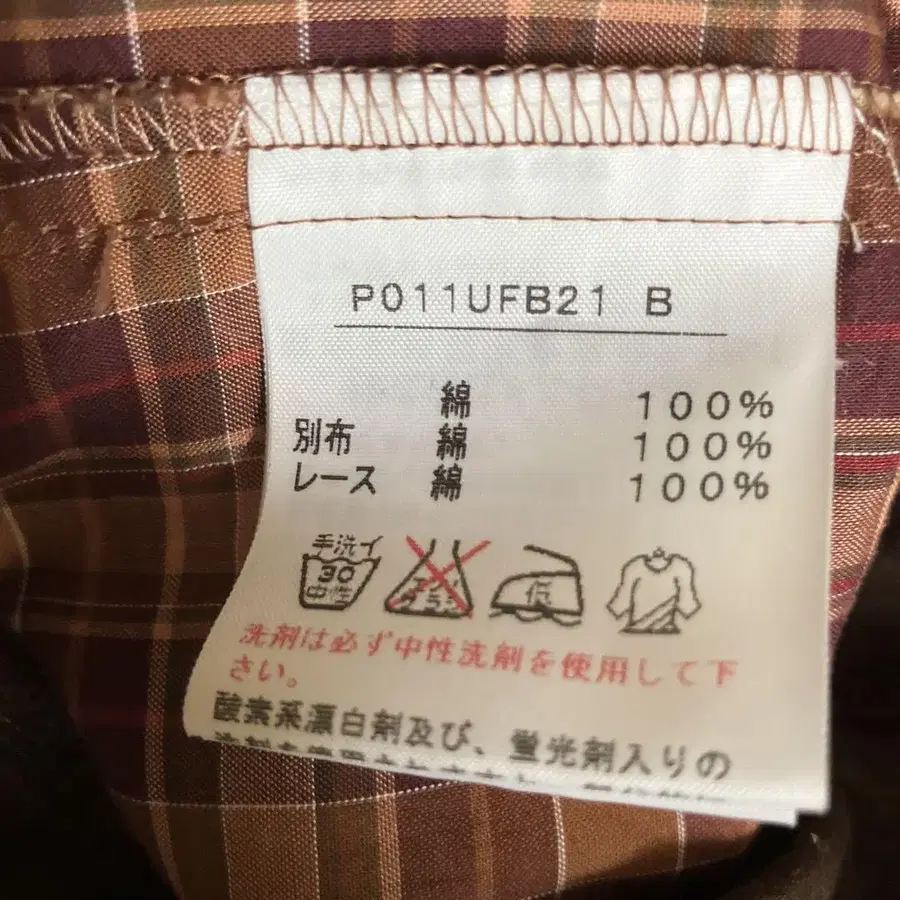 P011UFB21 B
綿 100%
別布 綿 100%
レース 綿 100%
手洗イ
30
中性
低
洗剤は必ず中性洗剤を使用して下
さい。
酸素系漂白剤及び、蛍光剤入りの